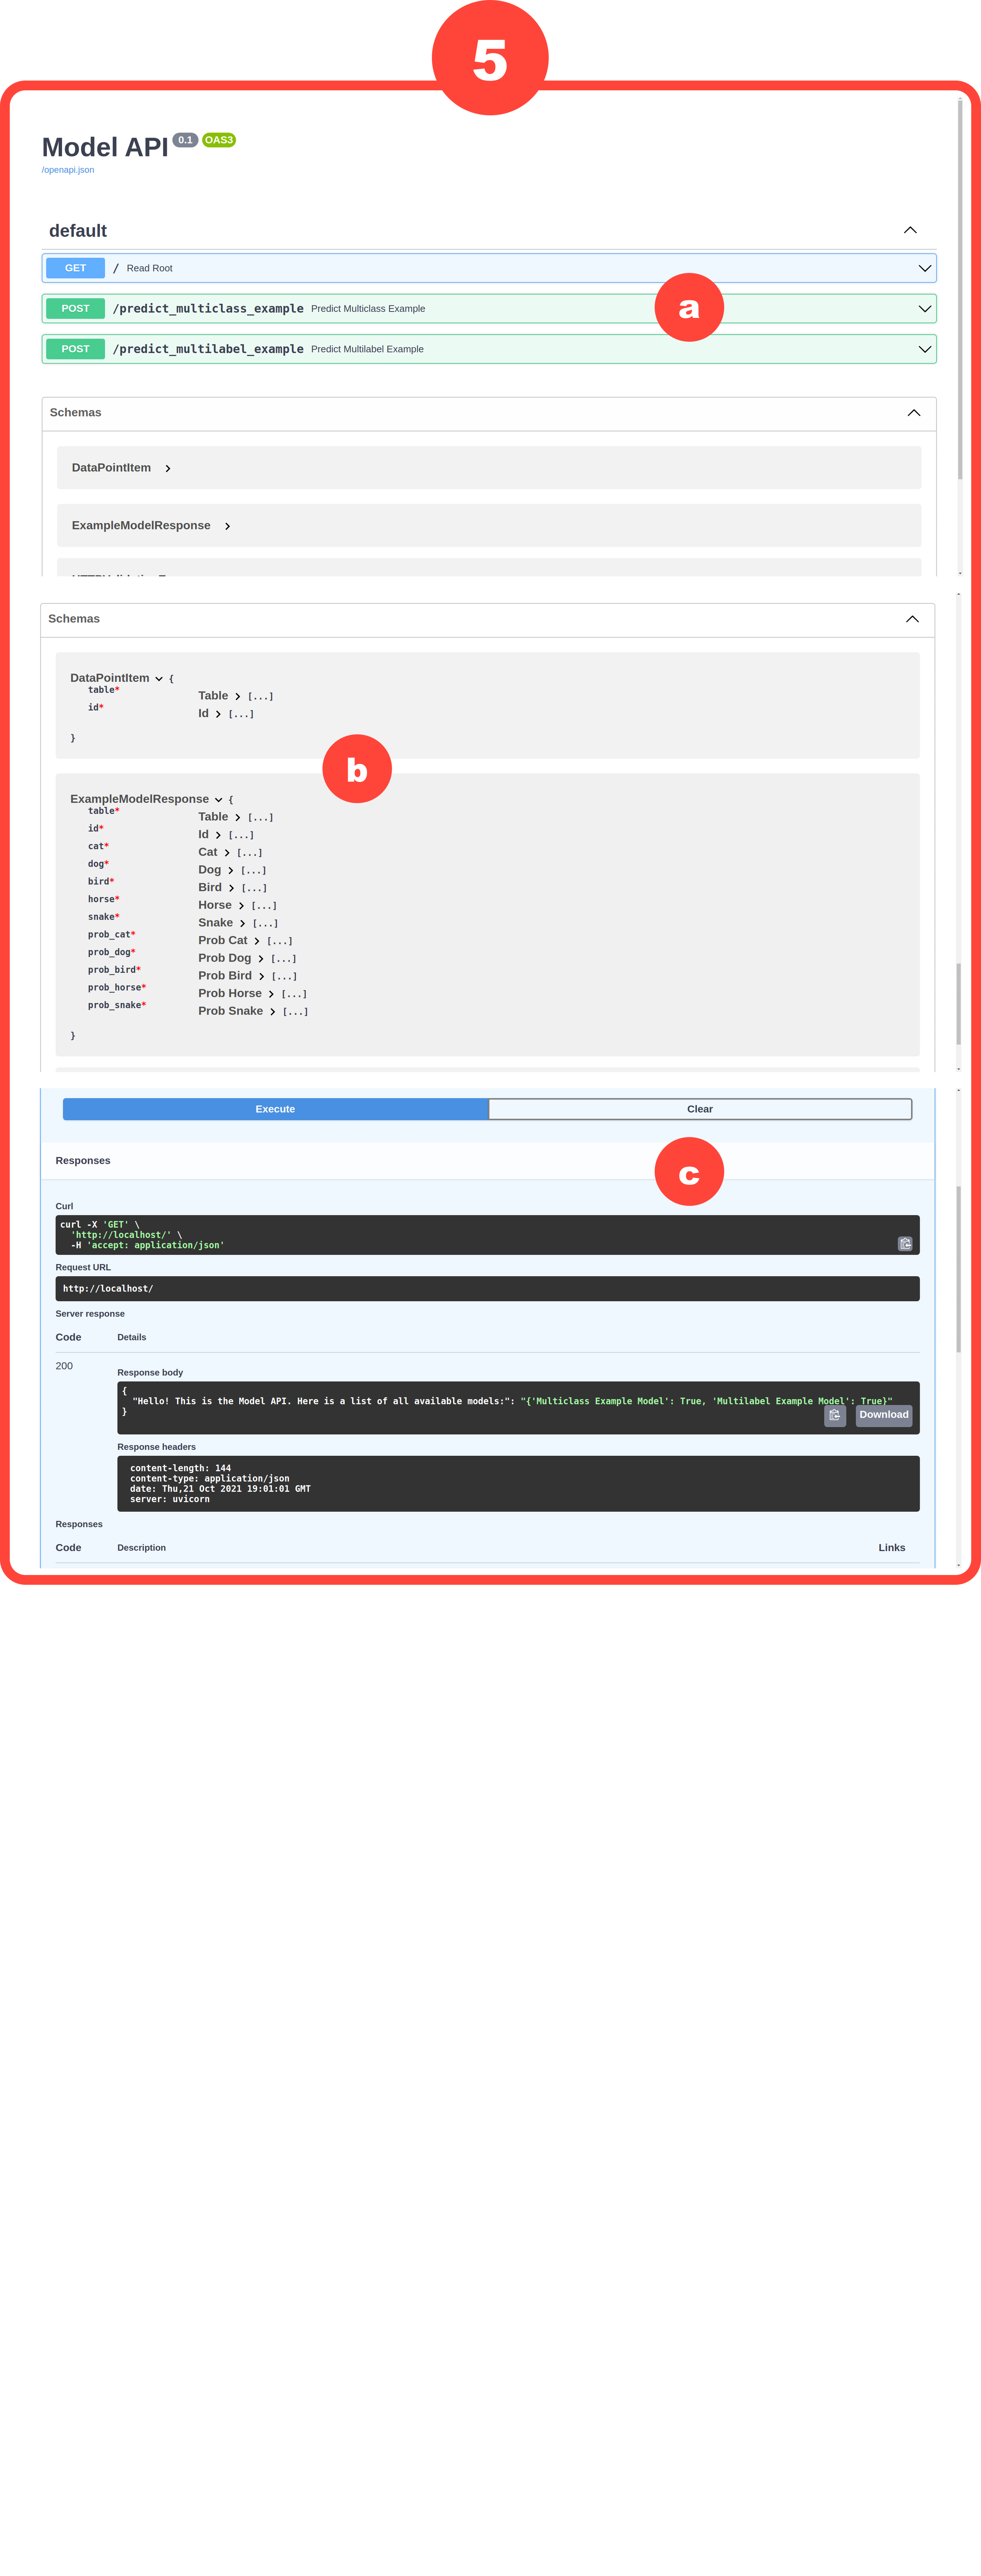 5
Model API 0.1 OAS3
/openapi.json
default
GET / Read Root
POST /predict_multiclass_example Predict Multiclass Example
a
POST /predict_multilabel_example Predict Multilabel Example
Schemas
DataPointItem
ExampleModelResponse
Schemas
DataPointItem {
table* Table [...]
id* Id [...]
}
b
ExampleModelResponse {
table* Table [...]
id* Id [...]
cat* Cat [...]
dog* Dog [...]
bird* Bird [...]
horse* Horse [...]
snake* Snake [...]
prob_cat* Prob Cat [...]
prob_dog* Prob Dog [...]
prob_bird* Prob Bird [...]
prob_horse* Prob Horse [...]
prob_snake* Prob Snake [...]
}
Execute Clear
Responses
c
Curl
curl -X 'GET' \
'http://localhost/' \
-H 'accept: application/json'
Request URL
http://localhost/
Server response
Code Details
200
Response body
{
"Hello! This is the Model API. Here is a list of all available models:": "{'Multiclass Example Model': True, 'Multilabel Example Model': True}"
}
Download
Response headers
content-length: 144
content-type: application/json
date: Thu,21 Oct 2021 19:01:01 GMT
server: uvicorn
Responses
Code Description Links